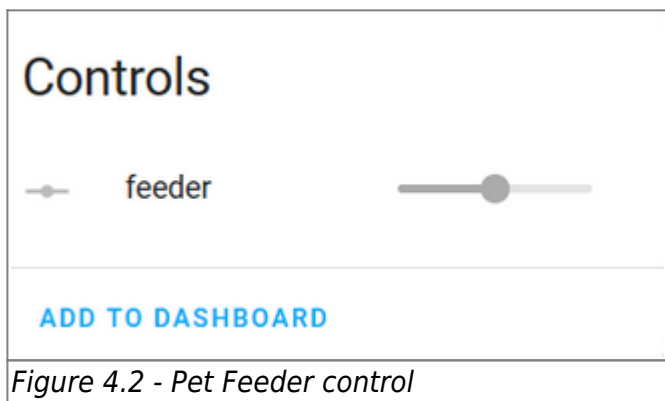 Controls
feeder
ADD TO DASHBOARD
Figure 4.2 - Pet Feeder control